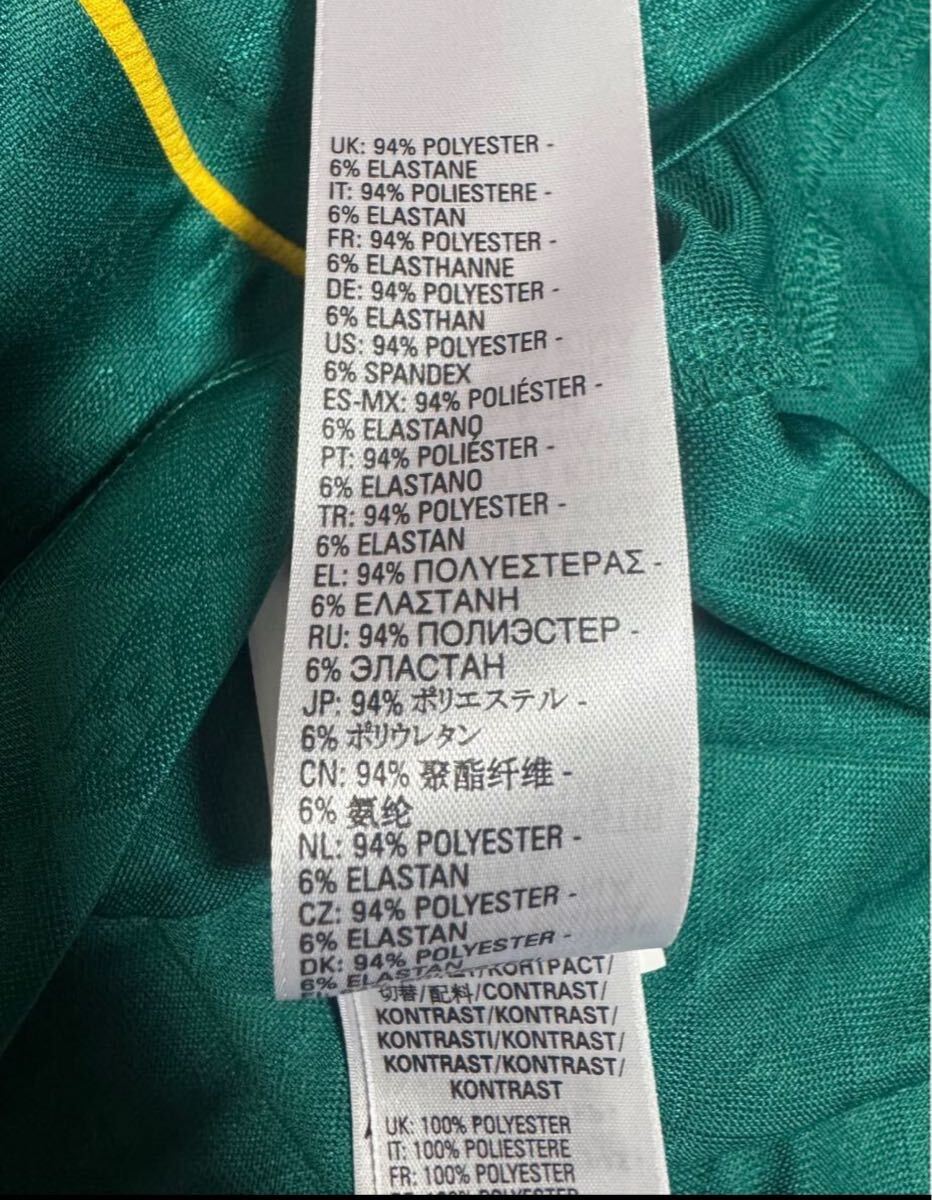 UK: 94% POLYESTER -
6% ELASTANE
IT: 94% POLIESTERE -
6% ELASTAN
FR: 94% POLYESTER -
6% ELASTHANNE
DE: 94% POLYESTER -
6% ELASTHAN
US: 94% POLYESTER -
6% SPANDEX
ES-MX: 94% POLIÉSTER -
6% ELASTANO
PT: 94% POLIÉSTER -
6% ELASTANO
TR: 94% POLYESTER -
6% ELASTAN
EL: 94% ΠΟΛΥΕΣΤΕΡΑΣ -
6% ΕΛΑΣΤΑΝΗ
RU: 94% ПОЛИЭСТЕР -
6% ЭЛАСТАН
JP: 94% ポリエステル -
6% ポリウレタン
CN: 94% 聚酯纤维 -
6% 氨纶
NL: 94% POLYESTER -
6% ELASTAN
CZ: 94% POLYESTER -
6% ELASTAN
DK: 94% POLYESTER -
6% ELASTAN
切替/配料/CONTRAST/
KONTRAST/KONTRAST/
KONTRASTI/KONTRAST/
KONTRAST/KONTRAST/
KONTRAST
UK: 100% POLYESTER
IT: 100% POLIESTERE
FR: 100% POLYESTER